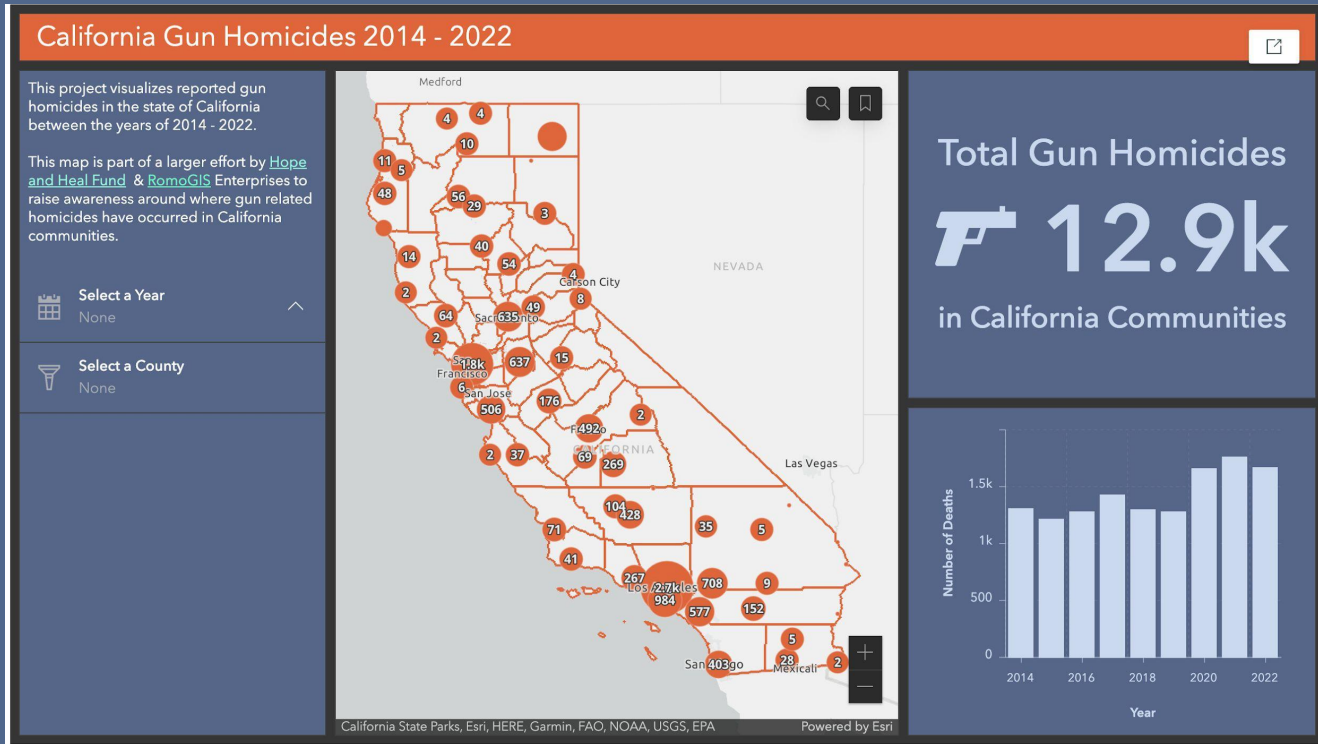 California Gun Homicides 2014 - 2022
This project visualizes reported gun
homicides in the state of California
between the years of 2014 - 2022.
This map is part of a larger effort by Hope
and Heal Fund & RomoGIS Enterprises to
raise awareness around where gun related
homicides have occurred in California
communities.
Select a Year
None
Select a County
None
Medford
4
4
10
11
5
48
56
29
3
40
14
54
NEVADA
4
Carson City
2
8
49
64
635
2
15
637
1.8k
Francisco
6
San Jose
176
506
2
492
CALIFORNIA
2
37
69
269
Las Vegas
104
428
71
35
5
41
267
2.7k
708
9
984
577
152
5
403
28
Mexicali
2
+
−
California State Parks, Esri, HERE, Garmin, FAO, NOAA, USGS, EPA
Powered by Esri
Total Gun Homicides
12.9k
in California Communities
Number of Deaths
1.5k
1k
500
0
2014
2016
2018
2020
2022
Year